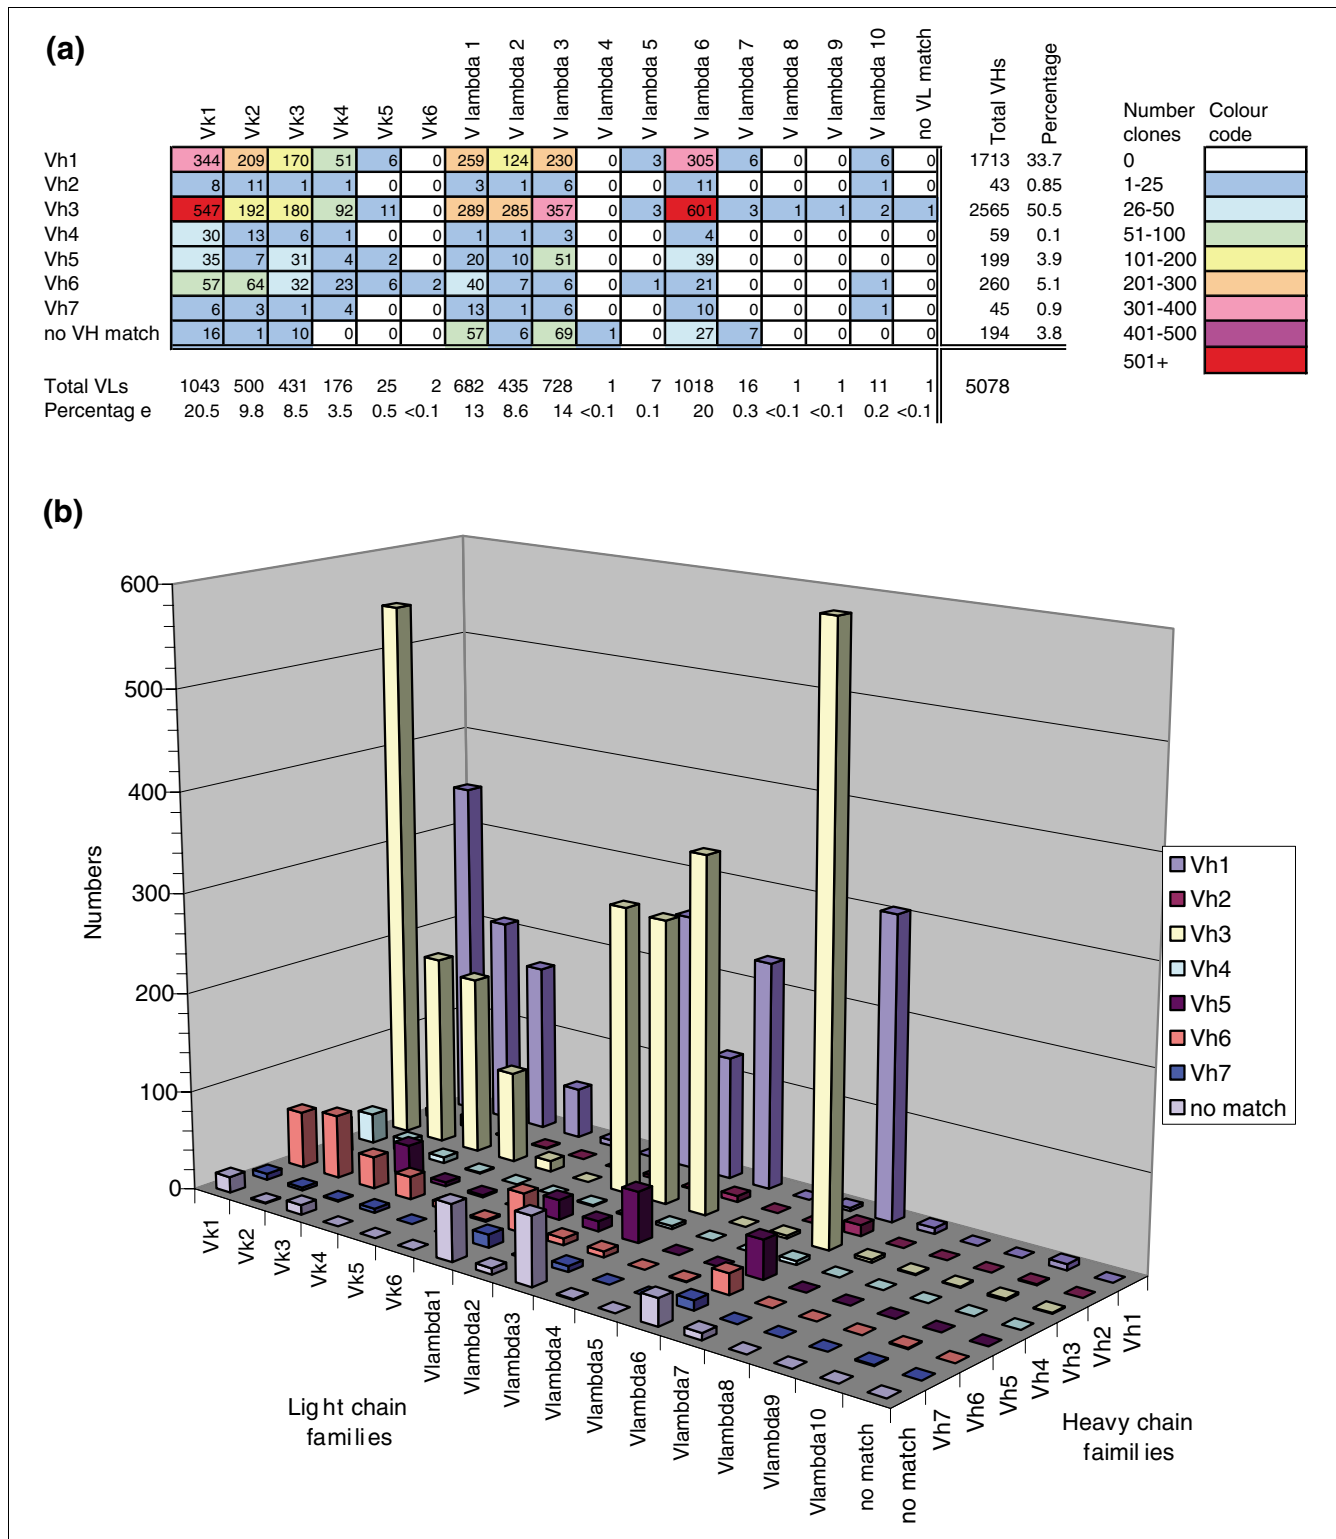 (a)
Vk1 Vk2 Vk3 Vk4 Vk5 Vk6 V lambda 1 V lambda 2 V lambda 3 V lambda 4 V lambda 5 V lambda 6 V lambda 7 V lambda 8 V lambda 9 V lambda 10 no VL match Total VHs Percentage
Number clones Colour code
Vh1 344 209 170 51 6 0 259 124 230 0 3 305 6 0 0 6 0 1713 33.7
0
Vh2 8 11 1 1 0 0 3 1 6 0 0 11 0 0 0 1 0 43 0.85
1-25
Vh3 547 192 180 92 11 0 289 285 357 0 3 601 3 1 1 2 1 2565 50.5
26-50
Vh4 30 13 6 1 0 0 1 1 3 0 0 4 0 0 0 0 0 59 0.1
51-100
Vh5 35 7 31 4 2 0 20 10 51 0 0 39 0 0 0 0 0 199 3.9
101-200
Vh6 57 64 32 23 6 2 40 7 6 0 1 21 0 0 0 1 0 260 5.1
201-300
Vh7 6 3 1 4 0 0 13 1 6 0 0 10 0 0 0 1 0 45 0.9
301-400
no VH match 16 1 10 0 0 0 57 6 69 1 0 27 7 0 0 0 0 194 3.8
401-500
501+
Total VLs 1043 500 431 176 25 2 682 435 728 1 7 1018 16 1 1 11 1 5078
Percentag e 20.5 9.8 8.5 3.5 0.5 <0.1 13 8.6 14 <0.1 0.1 20 0.3 <0.1 <0.1 0.2 <0.1
(b)
600
500
400
300
200
100
0
Numbers
Vh1
Vh2
Vh3
Vh4
Vh5
Vh6
Vh7
no match
Vk1
Vk2
Vk3
Vk4
Vk5
Vk6
Vlambda1
Vlambda2
Vlambda3
Vlambda4
Vlambda5
Vlambda6
Vlambda7
Vlambda8
Vlambda9
Vlambda10
no match
Light chain
families
no match
Vh7
Vh6
Vh5
Vh4
Vh3
Vh2
Vh1
Heavy chain
faimilies